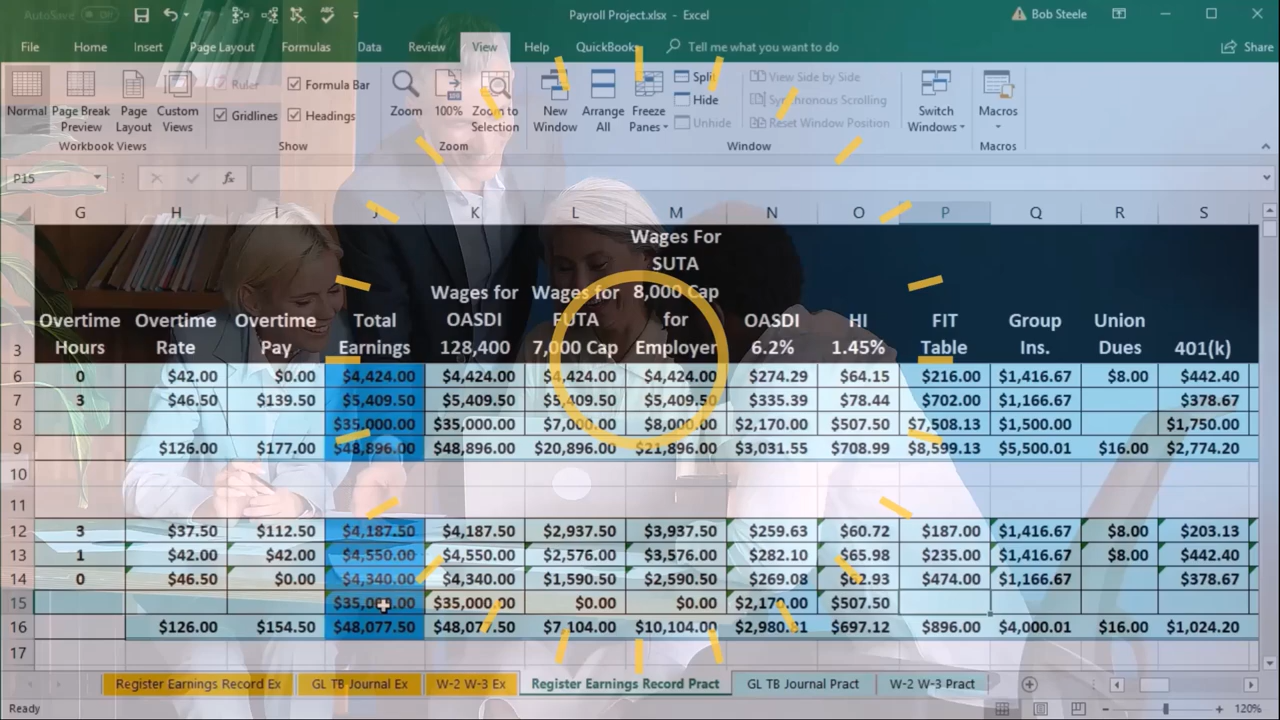 AutoSave Off Payroll Project.xlsx - Excel Bob Steele
File Home Insert Page Layout Formulas Data Review View Help QuickBooks Tell me what you want to do Share
Normal Page Break Preview Page Layout Custom Views
Workbook Views
Ruler Formula Bar
Gridlines Headings
Show
Zoom 100% Zoom to Selection
Zoom
New Window Arrange All Freeze Panes
Split
Hide
Unhide
View Side by Side
Synchronous Scrolling
Reset Window Position
Window
Switch Windows
Macros
Macros
P15 fx
G H I J K L M N O P Q R S
3 Overtime Hours Overtime Rate Overtime Pay Total Earnings Wages for OASDI 128,400 Wages for FUTA 7,000 Cap Wages For SUTA 8,000 Cap for Employer OASDI 6.2% HI 1.45% FIT Table Group Ins. Union Dues 401(k)
6 0 $42.00 $0.00 $4,424.00 $4,424.00 $4,424.00 $4,424.00 $274.29 $64.15 $216.00 $1,416.67 $8.00 $442.40
7 3 $46.50 $139.50 $5,409.50 $5,409.50 $5,409.50 $5,409.50 $335.39 $78.44 $702.00 $1,166.67 $378.67
8 $35,000.00 $35,000.00 $7,000.00 $8,000.00 $2,170.00 $507.50 $7,508.13 $1,500.00 $1,750.00
9 $126.00 $177.00 $48,896.00 $48,896.00 $20,896.00 $21,896.00 $3,031.55 $708.99 $8,599.13 $5,500.01 $16.00 $2,774.20
10
11
12 3 $37.50 $112.50 $4,187.50 $4,187.50 $2,937.50 $3,937.50 $259.63 $60.72 $187.00 $1,416.67 $8.00 $203.13
13 1 $42.00 $42.00 $4,550.00 $4,550.00 $2,576.00 $3,576.00 $282.10 $65.98 $235.00 $1,416.67 $8.00 $442.40
14 0 $46.50 $0.00 $4,340.00 $4,340.00 $1,590.50 $2,590.50 $269.08 $62.93 $474.00 $1,166.67 $378.67
15 $35,000.00 $35,000.00 $0.00 $0.00 $2,170.00 $507.50
16 $126.00 $154.50 $48,077.50 $48,077.50 $7,104.00 $10,104.00 $2,980.81 $697.12 $896.00 $4,000.01 $16.00 $1,024.20
17
Register Earnings Record Ex GL TB Journal Ex W-2 W-3 Ex Register Earnings Record Pract GL TB Journal Pract W-2 W-3 Pract
Ready 120%